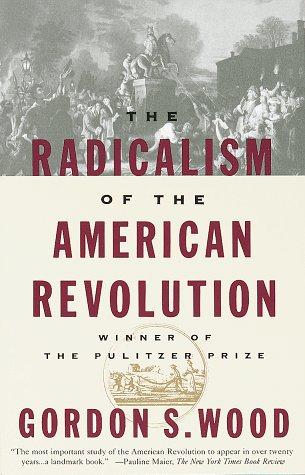 THE
RADICALISM
OF THE
AMERICAN
REVOLUTION
WINNER OF
THE PULITZER PRIZE
GORDON S. WOOD
"The most important study of the American Revolution to appear in over twenty
years...a landmark book." —Pauline Maier, The New York Times Book Review